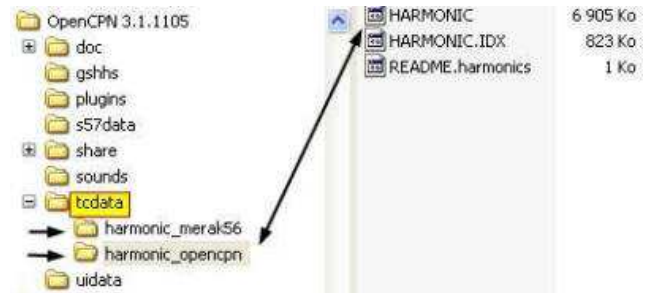 OpenCPN 3.1.1105
doc
gshhs
plugins
s57data
share
sounds
tcdata
harmonic_merak56
harmonic_opencpn
uidata
HARMONIC 6 905 Ko
HARMONIC.IDX 823 Ko
README.harmonics 1 Ko